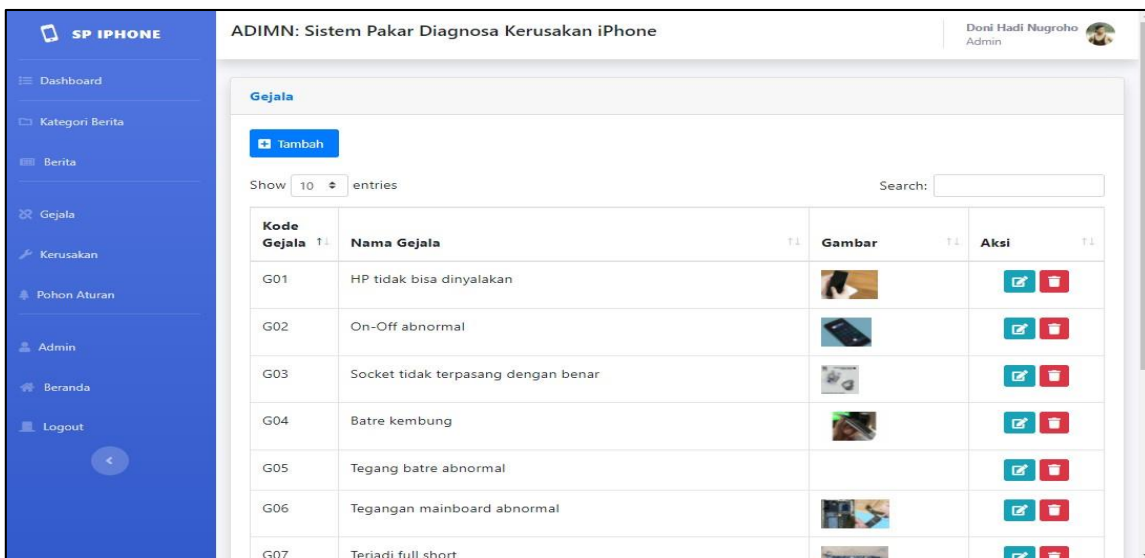 SP IPHONE
ADIMN: Sistem Pakar Diagnosa Kerusakan iPhone
Doni Hadi Nugroho
Admin
Dashboard
Kategori Berita
Berita
Gejala
Kerusakan
Pohon Aturan
Admin
Beranda
Logout
Gejala
Tambah
Show 10 entries
Search:
Kode Gejala Nama Gejala Gambar Aksi
G01 HP tidak bisa dinyalakan
G02 On-Off abnormal
G03 Socket tidak terpasang dengan benar
G04 Batre kembung
G05 Tegang batre abnormal
G06 Tegangan mainboard abnormal
G07 Terjadi full short